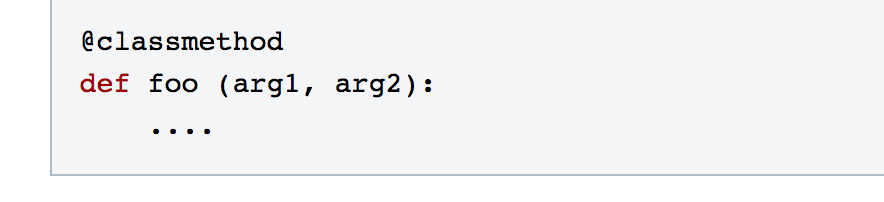 @classmethod
def foo (arg1, arg2):
    ....